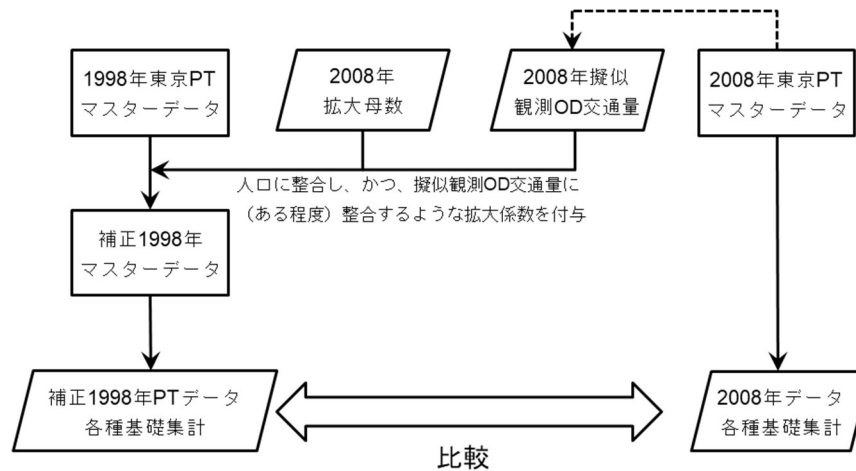 1998年東京PT
マスターデータ
2008年
拡大母数
2008年擬似
観測OD交通量
2008年東京PT
マスターデータ
人口に整合し、かつ、擬似観測OD交通量に
（ある程度）整合するような拡大係数を付与
補正1998年
マスターデータ
補正1998年PTデータ
各種基礎集計
2008年データ
各種基礎集計
比較